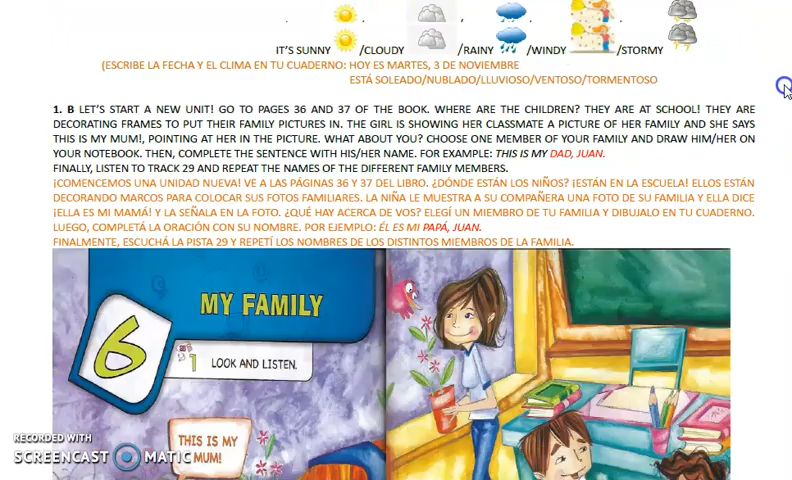 IT'S SUNNY /CLOUDY /RAINY /WINDY /STORMY
(ESCRIBE LA FECHA Y EL CLIMA EN TU CUADERNO: HOY ES MARTES, 3 DE NOVIEMBRE
ESTÁ SOLEADO/NUBLADO/LLUVIOSO/VENTOSO/TORMENTOSO
1. B LET'S START A NEW UNIT! GO TO PAGES 36 AND 37 OF THE BOOK. WHERE ARE THE CHILDREN? THEY ARE AT SCHOOL! THEY ARE
DECORATING FRAMES TO PUT THEIR FAMILY PICTURES IN. THE GIRL IS SHOWING HER CLASSMATE A PICTURE OF HER FAMILY AND SHE SAYS
THIS IS MY MUM!, POINTING AT HER IN THE PICTURE. WHAT ABOUT YOU? CHOOSE ONE MEMBER OF YOUR FAMILY AND DRAW HIM/HER ON
YOUR NOTEBOOK. THEN, COMPLETE THE SENTENCE WITH HIS/HER NAME. FOR EXAMPLE: THIS IS MY DAD, JUAN.
FINALLY, LISTEN TO TRACK 29 AND REPEAT THE NAMES OF THE DIFFERENT FAMILY MEMBERS.
¡COMENCEMOS UNA UNIDAD NUEVA! VE A LAS PÁGINAS 36 Y 37 DEL LIBRO. ¿DÓNDE ESTÁN LOS NIÑOS? ¡ESTÁN EN LA ESCUELA! ELLOS ESTÁN
DECORANDO MARCOS PARA COLOCAR SUS FOTOS FAMILIARES. LA NIÑA LE MUESTRA A SU COMPAÑERA UNA FOTO DE SU FAMILIA Y ELLA DICE
¡ELLA ES MI MAMÁ! Y LA SEÑALA EN LA FOTO. ¿QUÉ HAY ACERCA DE VOS? ELEGÍ UN MIEMBRO DE TU FAMILIA Y DIBUJALO EN TU CUADERNO.
LUEGO, COMPLETÁ LA ORACIÓN CON SU NOMBRE. POR EJEMPLO: ÉL ES MI PAPÁ, JUAN.
FINALMENTE, ESCUCHÁ LA PISTA 29 Y REPETÍ LOS NOMBRES DE LOS DISTINTOS MIEMBROS DE LA FAMILIA.
MY FAMILY
6
1 LOOK AND LISTEN.
THIS IS MY
MUM!
RECORDED WITH
SCREENCAST MATIC